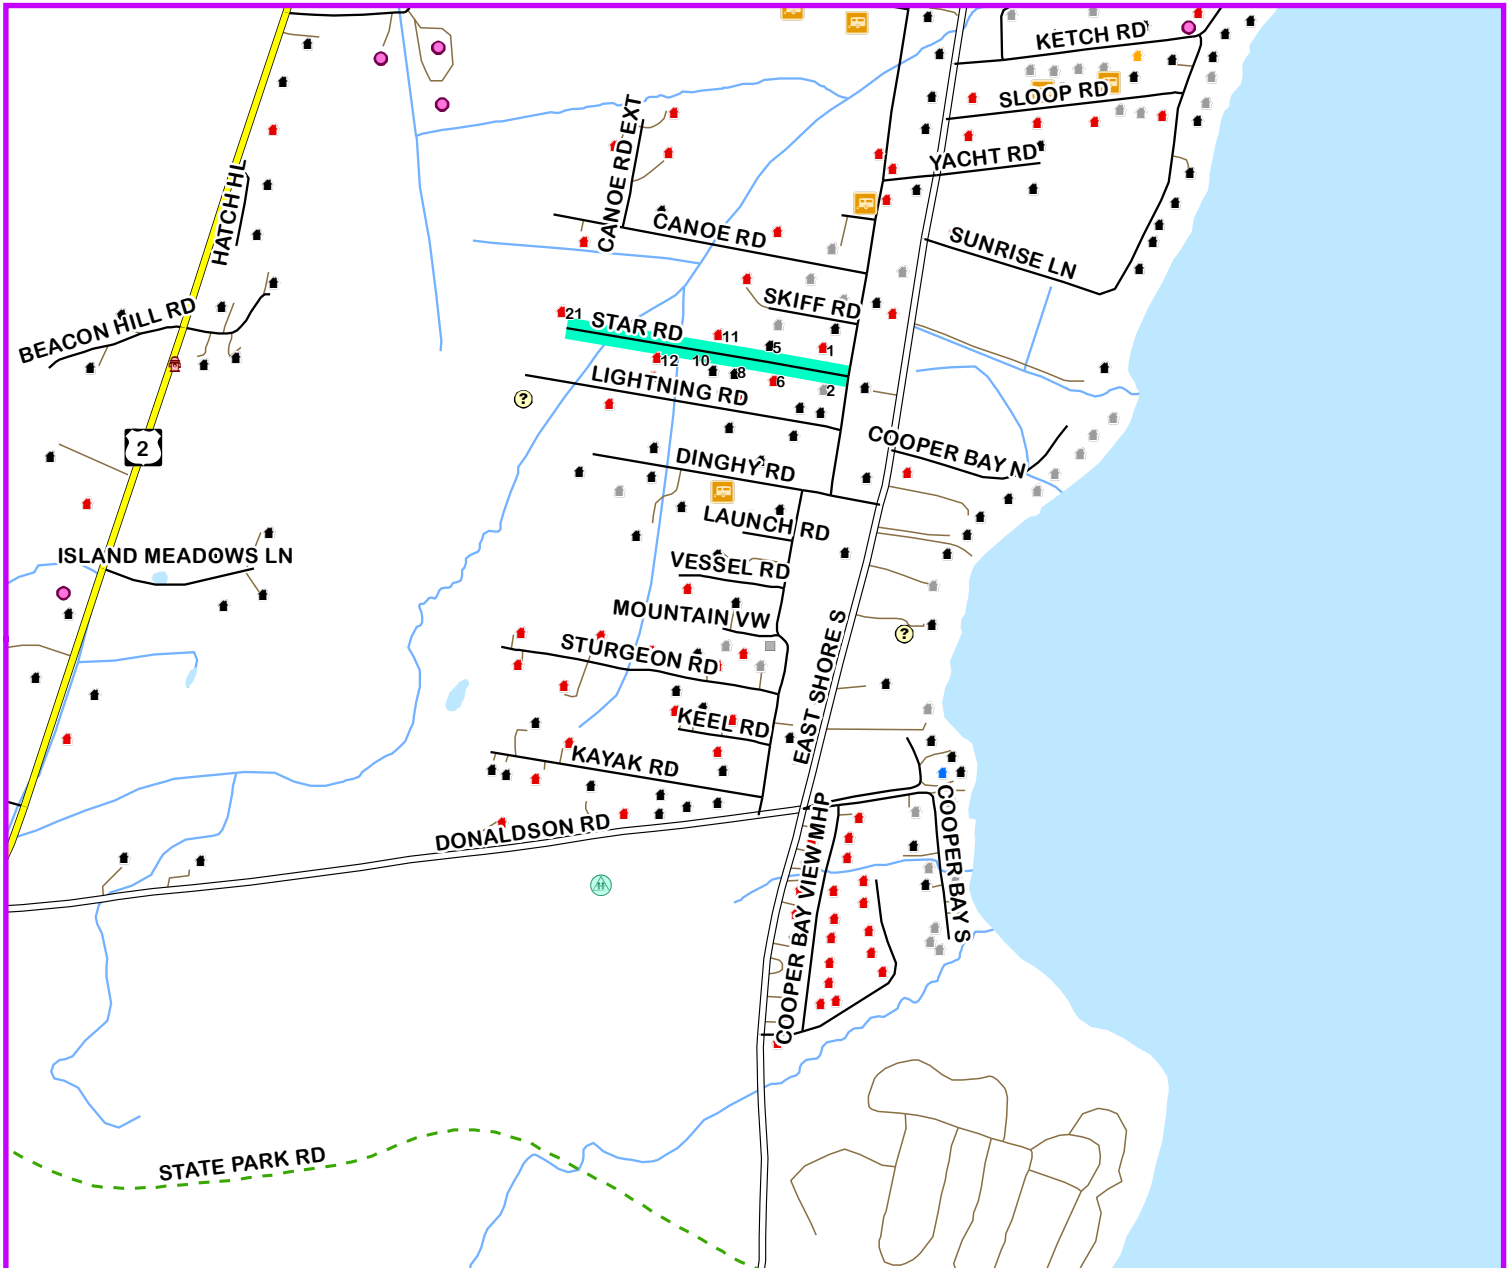 KETCH RD
SLOOP RD
CANOE RD EXT
YACHT RD
HATCH HL
CANOE RD
SUNRISE LN
SKIFF RD
BEACON HILL RD
21
STAR RD
11
5
1
12
10
8
6
2
LIGHTNING RD
?
2
COOPER BAY N
DINGHY RD
LAUNCH RD
ISLAND MEADOWS LN
VESSEL RD
MOUNTAIN VW
?
STURGEON RD
EAST SHORE S
KEEL RD
KAYAK RD
COOPER BAY VIEW MHP
COOPER BAY S
DONALDSON RD
STATE PARK RD